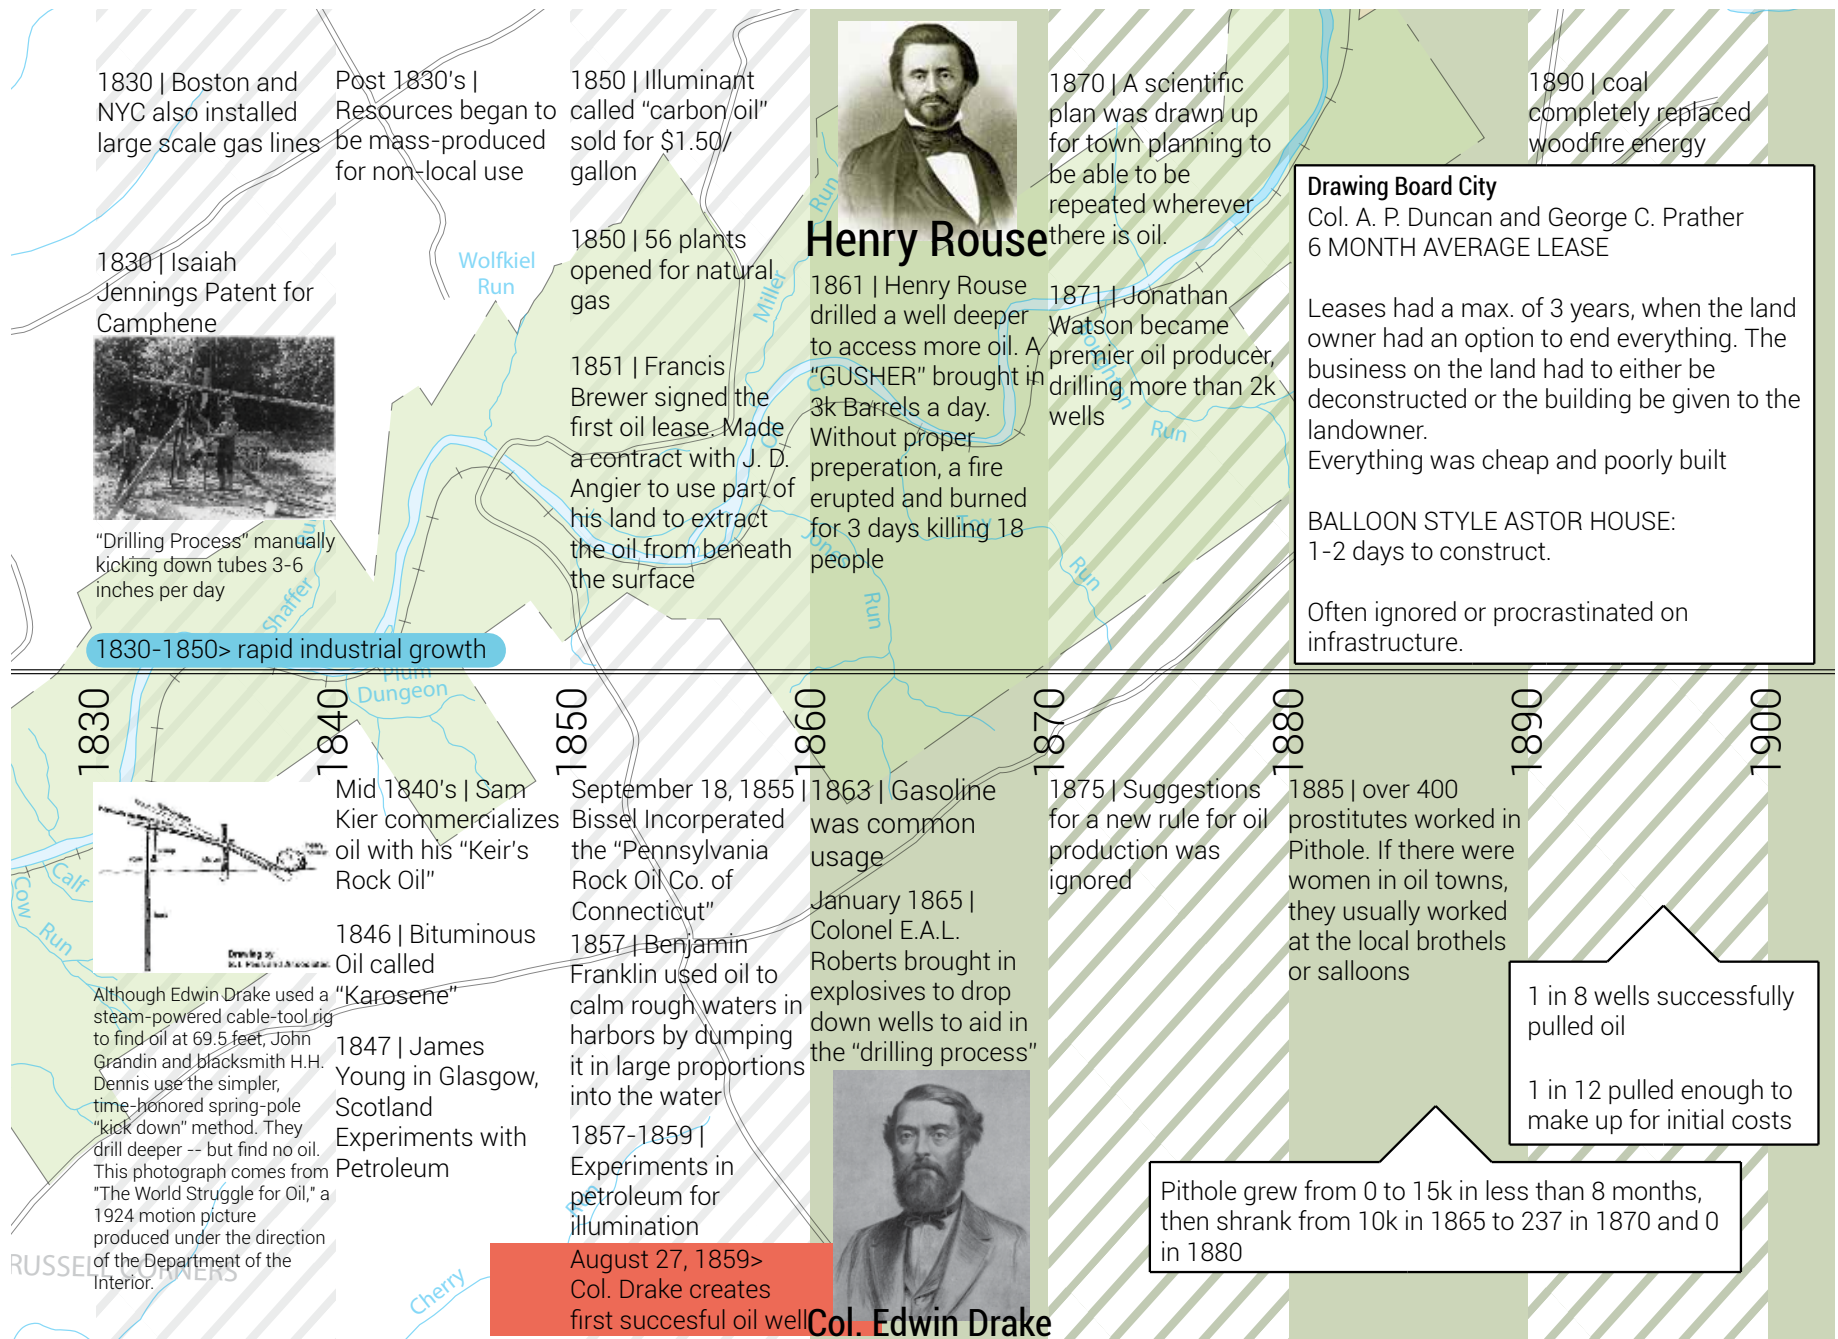 1830 | Boston and
NYC also installed
large scale gas lines
1830 | Isaiah
Jennings Patent for
Camphene
"Drilling Process" manually
kicking down tubes 3-6
inches per day
Post 1830's |
Resources began to
be mass-produced
for non-local use
1850 | Illuminant
called "carbon oil"
sold for $1.50/
gallon
1850 | 56 plants
opened for natural
gas
1851 | Francis
Brewer signed the
first oil lease. Made
a contract with J. D.
Angier to use part of
his land to extract
the oil from beneath
the surface
Henry Rouse
1861 | Henry Rouse
drilled a well deeper
to access more oil. A
"GUSHER" brought in
3k Barrels a day.
Without proper
preperation, a fire
erupted and burned
for 3 days killing 18
people
1870 | A scientific
plan was drawn up
for town planning to
be able to be
repeated wherever
there is oil.
1871 | Jonathan
Watson became
premier oil producer,
drilling more than 2k
wells
1890 | coal
completely replaced
woodfire energy
Drawing Board City
Col. A. P. Duncan and George C. Prather
6 MONTH AVERAGE LEASE
Leases had a max. of 3 years, when the land
owner had an option to end everything. The
business on the land had to either be
deconstructed or the building be given to the
landowner.
Everything was cheap and poorly built
BALLOON STYLE ASTOR HOUSE:
1-2 days to construct.
Often ignored or procrastinated on
infrastructure.
Wolfkiel
Run
Miller
Run
Run
Jones
Run
Toy
Run
Shaffer
Run
1830-1850> rapid industrial growth
Plum
Dungeon
1830
1840
1850
1860
1870
1880
1890
1900
Drawing by
Although Edwin Drake used a
steam-powered cable-tool rig
to find oil at 69.5 feet, John
Grandin and blacksmith H.H.
Dennis use the simpler,
time-honored spring-pole
"kick down" method. They
drill deeper -- but find no oil.
This photograph comes from
"The World Struggle for Oil," a
1924 motion picture
produced under the direction
of the Department of the
Interior.
Mid 1840's | Sam
Kier commercializes
oil with his "Keir's
Rock Oil"
1846 | Bituminous
Oil called
"Karosene"
1847 | James
Young in Glasgow,
Scotland
Experiments with
Petroleum
September 18, 1855 |
Bissel Incorperated
the "Pennsylvania
Rock Oil Co. of
Connecticut"
1857 | Benjamin
Franklin used oil to
calm rough waters in
harbors by dumping
it in large proportions
into the water
1857-1859 |
Experiments in
petroleum for
illumination
August 27, 1859>
Col. Drake creates
first succesful oil well
1863 | Gasoline
was common
usage
January 1865 |
Colonel E.A.L.
Roberts brought in
explosives to drop
down wells to aid in
the "drilling process"
Col. Edwin Drake
1875 | Suggestions
for a new rule for oil
production was
ignored
1885 | over 400
prostitutes worked in
Pithole. If there were
women in oil towns,
they usually worked
at the local brothels
or salloons
1 in 8 wells successfully
pulled oil
1 in 12 pulled enough to
make up for initial costs
Pithole grew from 0 to 15k in less than 8 months,
then shrank from 10k in 1865 to 237 in 1870 and 0
in 1880
Calf
Cow
Run
RUSSELL CORNERS
Cherry
Run